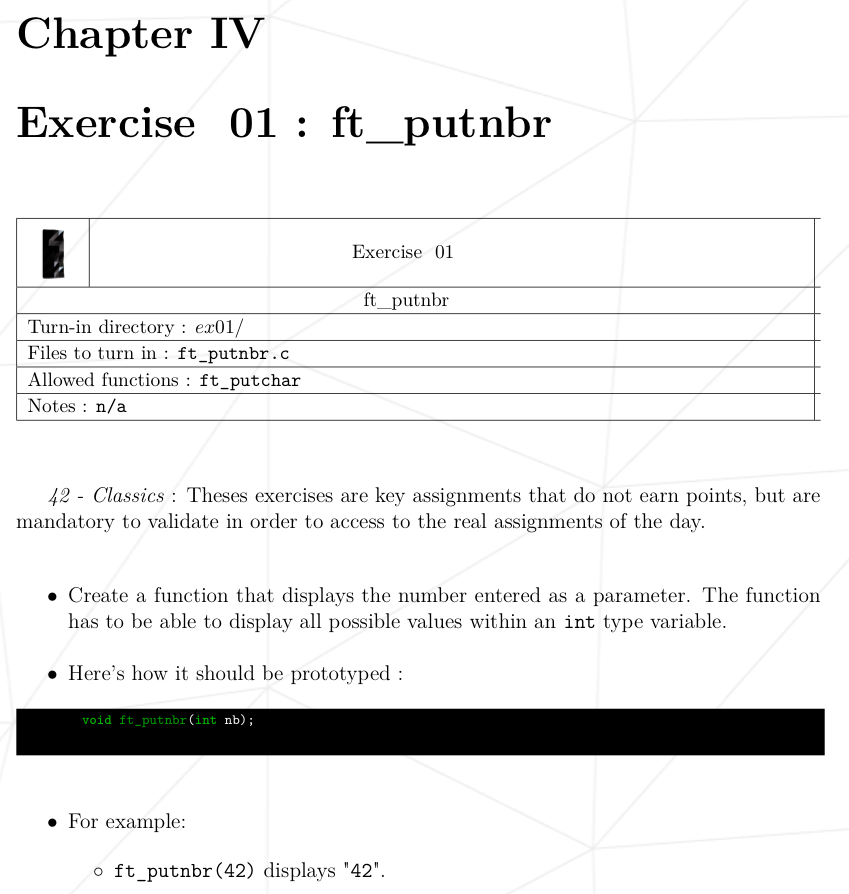 Chapter IV
Exercise 01 : ft_putnbr
Exercise 01
ft_putnbr
Turn-in directory : ex01/
Files to turn in : ft_putnbr.c
Allowed functions : ft_putchar
Notes : n/a
42 - Classics : Theses exercises are key assignments that do not earn points, but are
mandatory to validate in order to access to the real assignments of the day.
• Create a function that displays the number entered as a parameter. The function
has to be able to display all possible values within an int type variable.
• Here's how it should be prototyped :
void ft_putnbr(int nb);
• For example:
◦ ft_putnbr(42) displays "42".